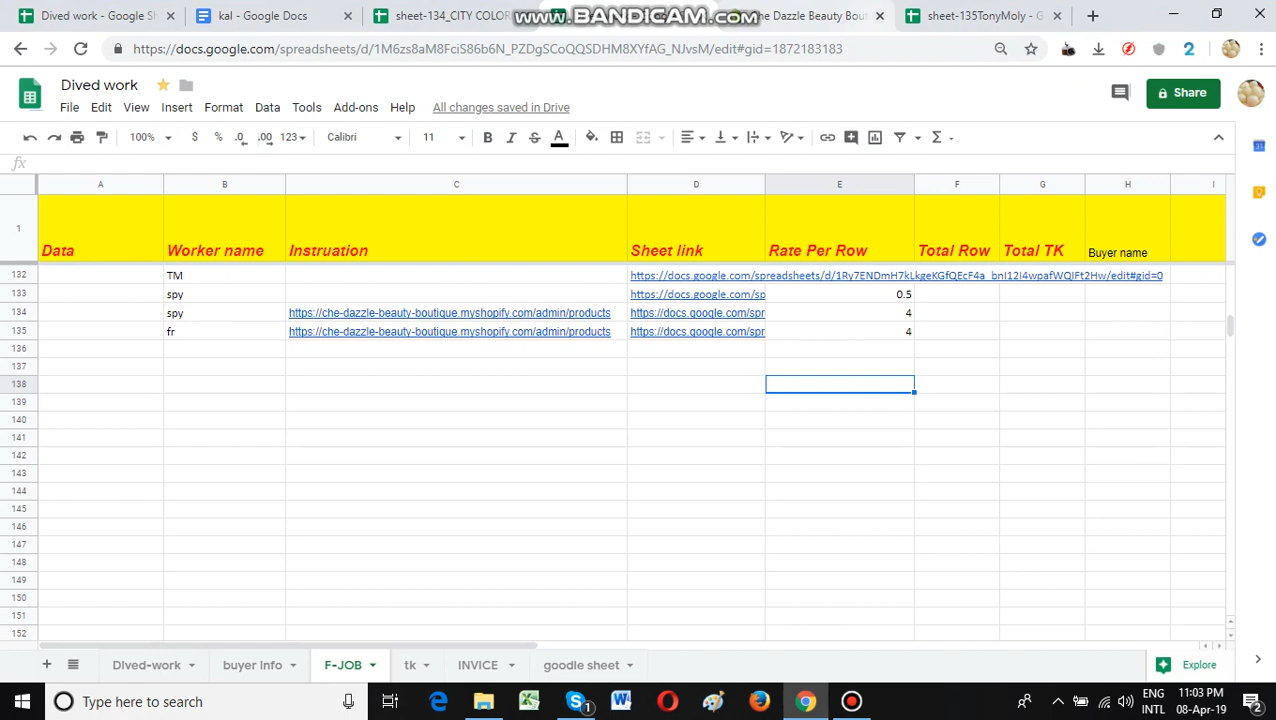 www.BANDICAM.com
kal - Google Docs
sheet-134_CITY COLOR
he Dazzle Beauty Bou
sheet-135TonyMoly - G
https://docs.google.com/spreadsheets/d/1M6zs8aM8FciS86b6N_PZDgSCoQQSDHM8XYfAG_NJvsM/edit#gid=1872183183
Dived work
File Edit View Insert Format Data Tools Add-ons Help All changes saved in Drive
Share
100% $ % .0 .00 123 Calibri 11 B I S A
fx
A B C D E F G H I
1 Data Worker name Instruation Sheet link Rate Per Row Total Row Total TK Buyer name
132 TM https://docs.google.com/spreadsheets/d/1Ry7ENDmH7kLkgeKGfQEcF4a_bnI12I4wpafWQJFt2Hw/edit#gid=0
133 spy https://docs.google.com/sp 0.5
134 spy https://che-dazzle-beauty-boutique.myshopify.com/admin/products https://docs.google.com/spr 4
135 fr https://che-dazzle-beauty-boutique.myshopify.com/admin/products https://docs.google.com/spr 4
136
137
138
139
140
141
142
143
144
145
146
147
148
149
150
151
152
DIved-work buyer Info F-JOB tk INVICE goodle sheet Explore
Type here to search
1
ENG
INTL
11:03 PM
08-Apr-19
2